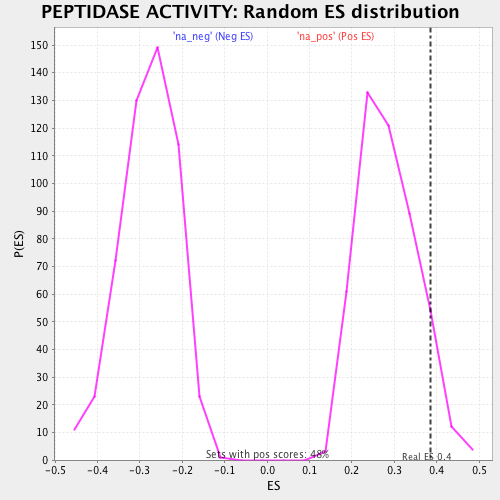 PEPTIDASE ACTIVITY: Random ES distribution
'na_neg' (Neg ES) 'na_pos' (Pos ES)
150
140
130
120
110
100
90
80
70
60
50
40
30
20
10
0
P(ES)
Sets with pos scores: 48%
Real ES 0.4
-0.5 -0.4 -0.3 -0.2 -0.1 0.0 0.1 0.2 0.3 0.4 0.5
ES